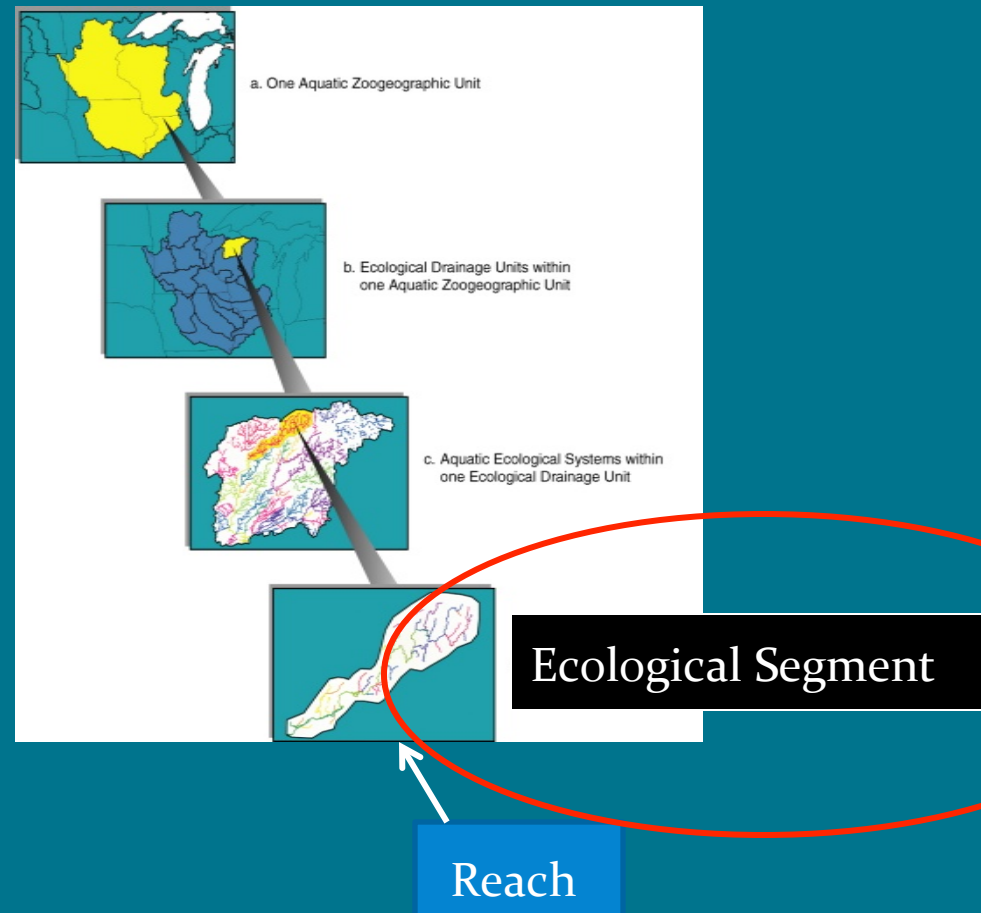 a. One Aquatic Zoogeographic Unit
b. Ecological Drainage Units within
one Aquatic Zoogeographic Unit
c. Aquatic Ecological Systems within
one Ecological Drainage Unit
Ecological Segment
Reach